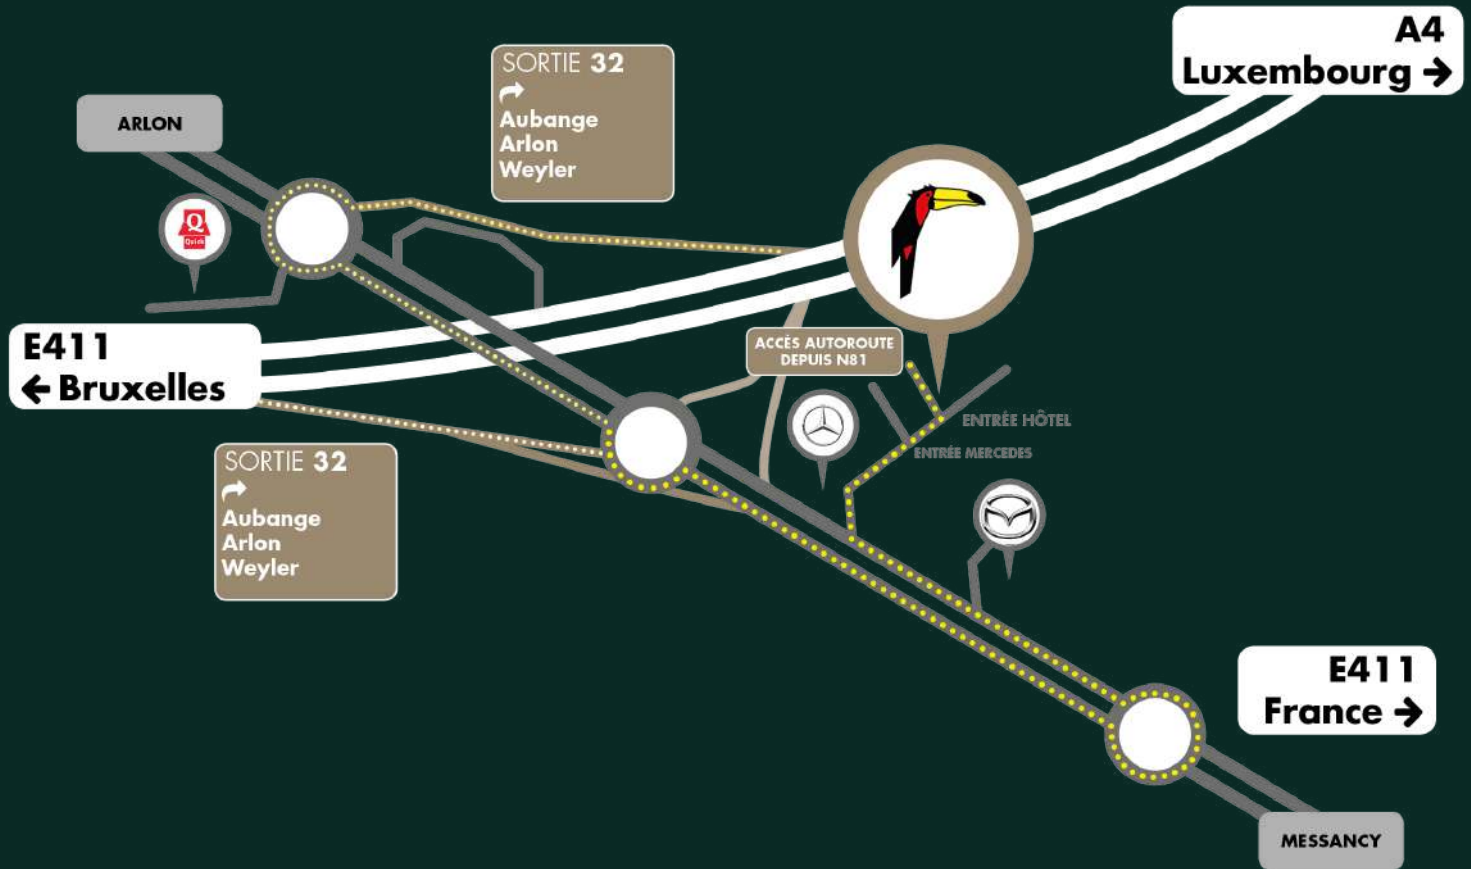 A4
Luxembourg →
SORTIE 32
Aubange
Arlon
Weyler
ARLON
Q
Quick
E411
← Bruxelles
ACCÈS AUTOROUTE
DEPUIS N81
ENTRÉE HÔTEL
ENTRÉE MERCEDES
SORTIE 32
Aubange
Arlon
Weyler
E411
France →
MESSANCY